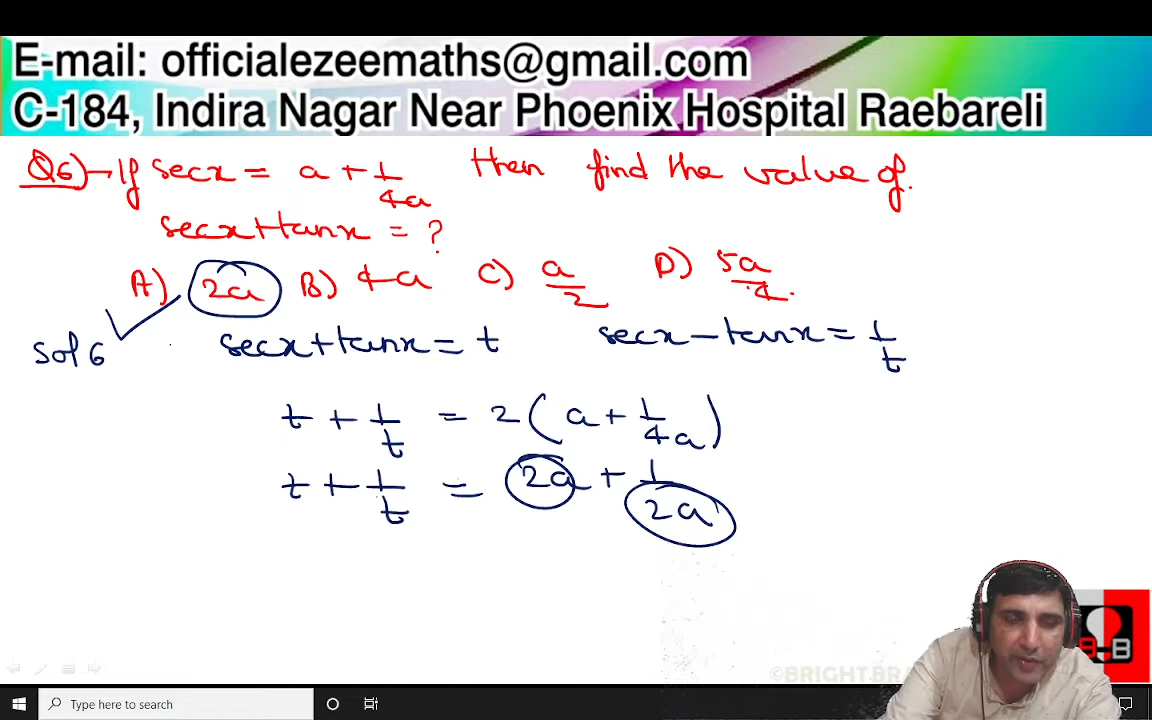 E-mail: officialezeemaths@gmail.com
C-184, Indira Nagar Near Phoenix Hospital Raebareli
Q6)→ If secx = a + 1/4a then find the value of.
secx+tanx = ?
A) 2a B) 4a C) a/2 D) 5a/4
Sol 6 secx+tanx = t secx-tanx = 1/t
t + 1/t = 2(a + 1/4a)
t + 1/t = 2a + 1/2a
©BRIGHT BRA
Type here to search